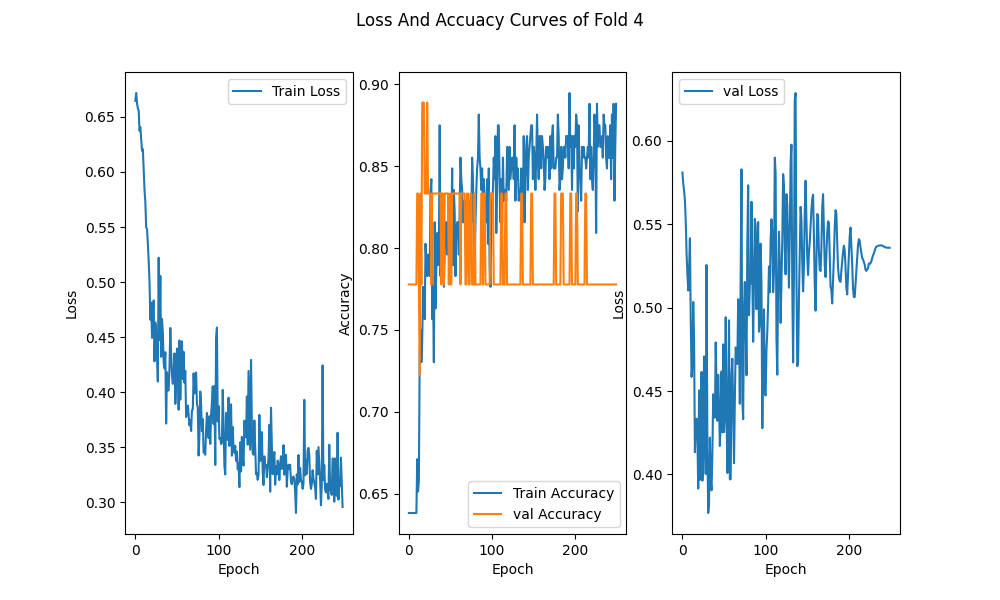 Loss And Accuacy Curves of Fold 4
Train Loss
0.65
0.60
0.55
0.50
0.45
0.40
0.35
0.30
Loss
0
100
200
Epoch
0.90
0.85
0.80
0.75
0.70
0.65
Accuracy
Train Accuracy
val Accuracy
0
100
200
Epoch
val Loss
0.60
0.55
0.50
0.45
0.40
Loss
0
100
200
Epoch